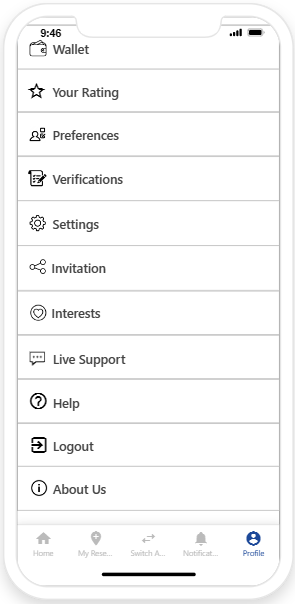 9:46
Wallet
Your Rating
Preferences
Verifications
Settings
Invitation
Interests
Live Support
Help
Logout
About Us
Home
My Rese...
Switch A...
Notificat...
Profile